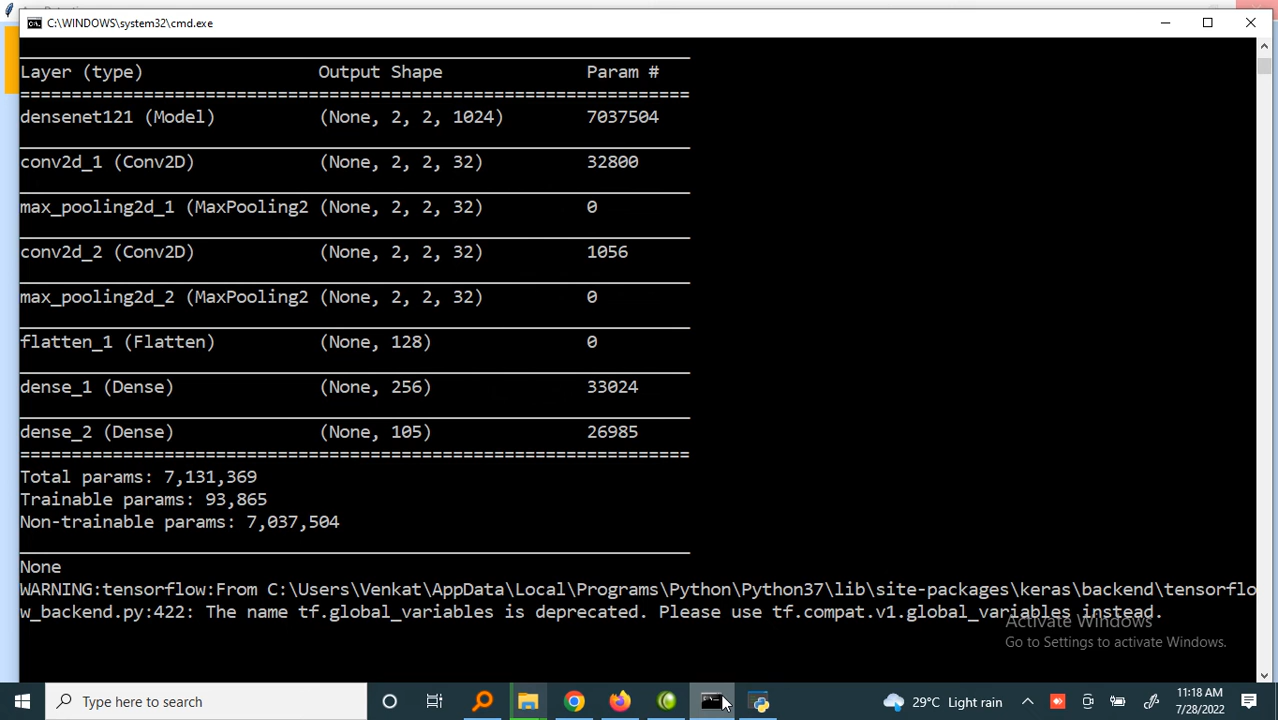 C:\WINDOWS\system32\cmd.exe
Layer (type) Output Shape Param #
=================================================================
densenet121 (Model) (None, 2, 2, 1024) 7037504
conv2d_1 (Conv2D) (None, 2, 2, 32) 32800
max_pooling2d_1 (MaxPooling2 (None, 2, 2, 32) 0
conv2d_2 (Conv2D) (None, 2, 2, 32) 1056
max_pooling2d_2 (MaxPooling2 (None, 2, 2, 32) 0
flatten_1 (Flatten) (None, 128) 0
dense_1 (Dense) (None, 256) 33024
dense_2 (Dense) (None, 105) 26985
=================================================================
Total params: 7,131,369
Trainable params: 93,865
Non-trainable params: 7,037,504
None
WARNING:tensorflow:From C:\Users\Venkat\AppData\Local\Programs\Python\Python37\lib\site-packages\keras\backend\tensorflo
w_backend.py:422: The name tf.global_variables is deprecated. Please use tf.compat.v1.global_variables instead.
Activate Windows
Go to Settings to activate Windows.
Type here to search
29°C Light rain
11:18 AM
7/28/2022